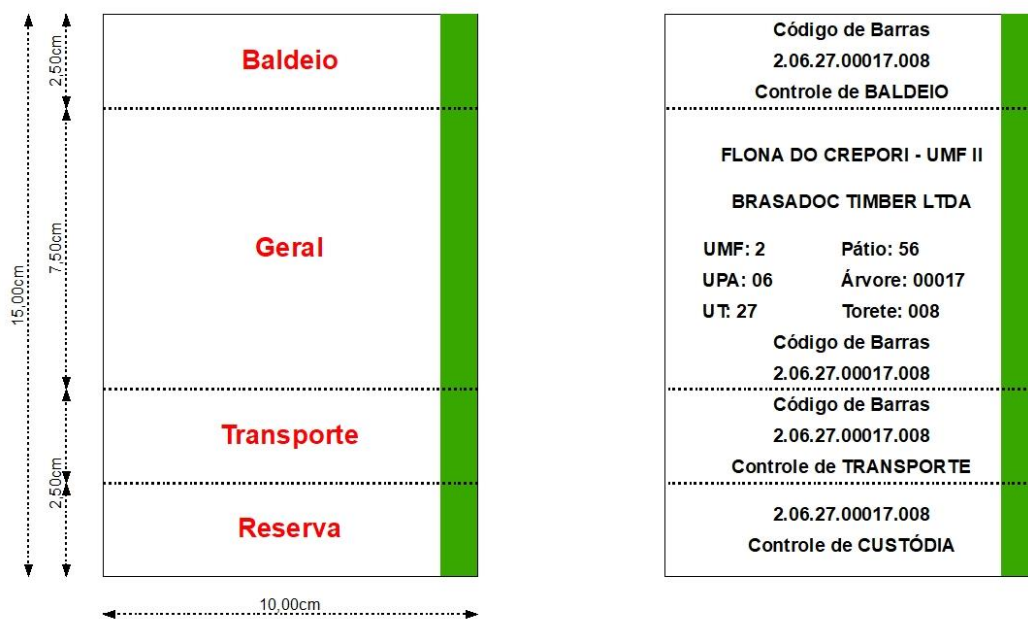 2,50cm
7,50cm
15,00cm
2,50cm
10,00cm
Baldeio
Geral
Transporte
Reserva
Código de Barras
2.06.27.00017.008
Controle de BALDEIO
FLONA DO CREPORI - UMF II
BRASADOC TIMBER LTDA
UMF: 2 Pátio: 56
UPA: 06 Árvore: 00017
UT: 27 Torete: 008
Código de Barras
2.06.27.00017.008
Código de Barras
2.06.27.00017.008
Controle de TRANSPORTE
2.06.27.00017.008
Controle de CUSTÓDIA